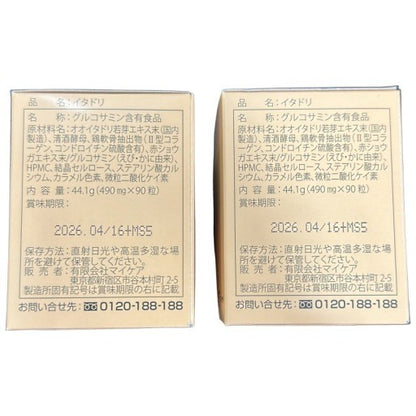 品 名:イタドリ
名 称:グルコサミン含有食品
原材料名:オオイタドリ若芽エキス末(国内
製造)、清酒酵母、鶏軟骨抽出物(Ⅱ型コラ
ーゲン、コンドロイチン硫酸含有)、赤ショウ
ガエキス末/グルコサミン(えび・かに由来)、
HPMC、結晶セルロース、ステアリン酸カル
シウム、カラメル色素、微粒二酸化ケイ素
内 容 量:44.1g(490mg×90粒)
賞味期限:
2026.04/16+MS5
保存方法:直射日光や高温多湿な場
所を避けて保管してください。
販 売 者:有限会社マイケア
東京都新宿区市谷本村町2-5
製造所固有記号は賞味期限の右に記載
お問い合せ先:0120-188-188
品 名:イタドリ
名 称:グルコサミン含有食品
原材料名:オオイタドリ若芽エキス末(国内
製造)、清酒酵母、鶏軟骨抽出物(Ⅱ型コラ
ーゲン、コンドロイチン硫酸含有)、赤ショウ
ガエキス末/グルコサミン(えび・かに由来)、
HPMC、結晶セルロース、ステアリン酸カル
シウム、カラメル色素、微粒二酸化ケイ素
内 容 量:44.1g(490mg×90粒)
賞味期限:
2026.04/16+MS5
保存方法:直射日光や高温多湿な場
所を避けて保管してください。
販 売 者:有限会社マイケア
東京都新宿区市谷本村町2-5
製造所固有記号は賞味期限の右に記載
お問い合せ先:0120-188-188